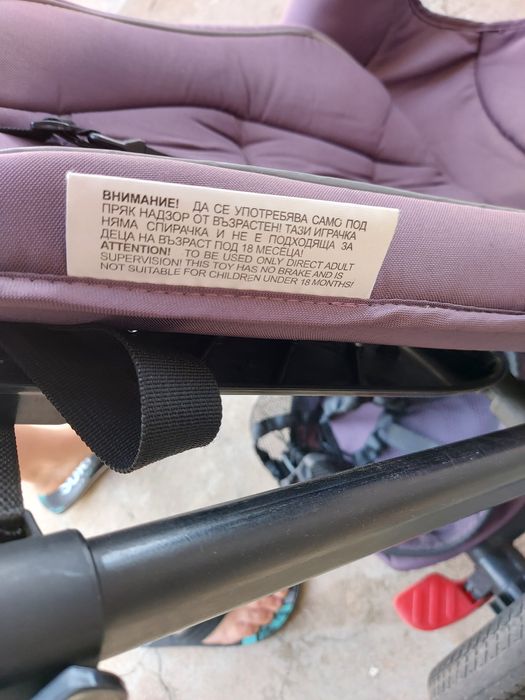 ВНИМАНИЕ! ДА СЕ УПОТРЕБЯВА САМО ПОД
ПРЯК НАДЗОР ОТ ВЪЗРАСТЕН! ТАЗИ ИГРАЧКА
НЯМА СПИРАЧКА И НЕ Е ПОДХОДЯЩА ЗА
ДЕЦА НА ВЪЗРАСТ ПОД 18 МЕСЕЦА!
ATTENTION! TO BE USED ONLY DIRECT ADULT
SUPERVISION! THIS TOY HAS NO BRAKE AND IS
NOT SUITABLE FOR CHILDREN UNDER 18 MONTHS!